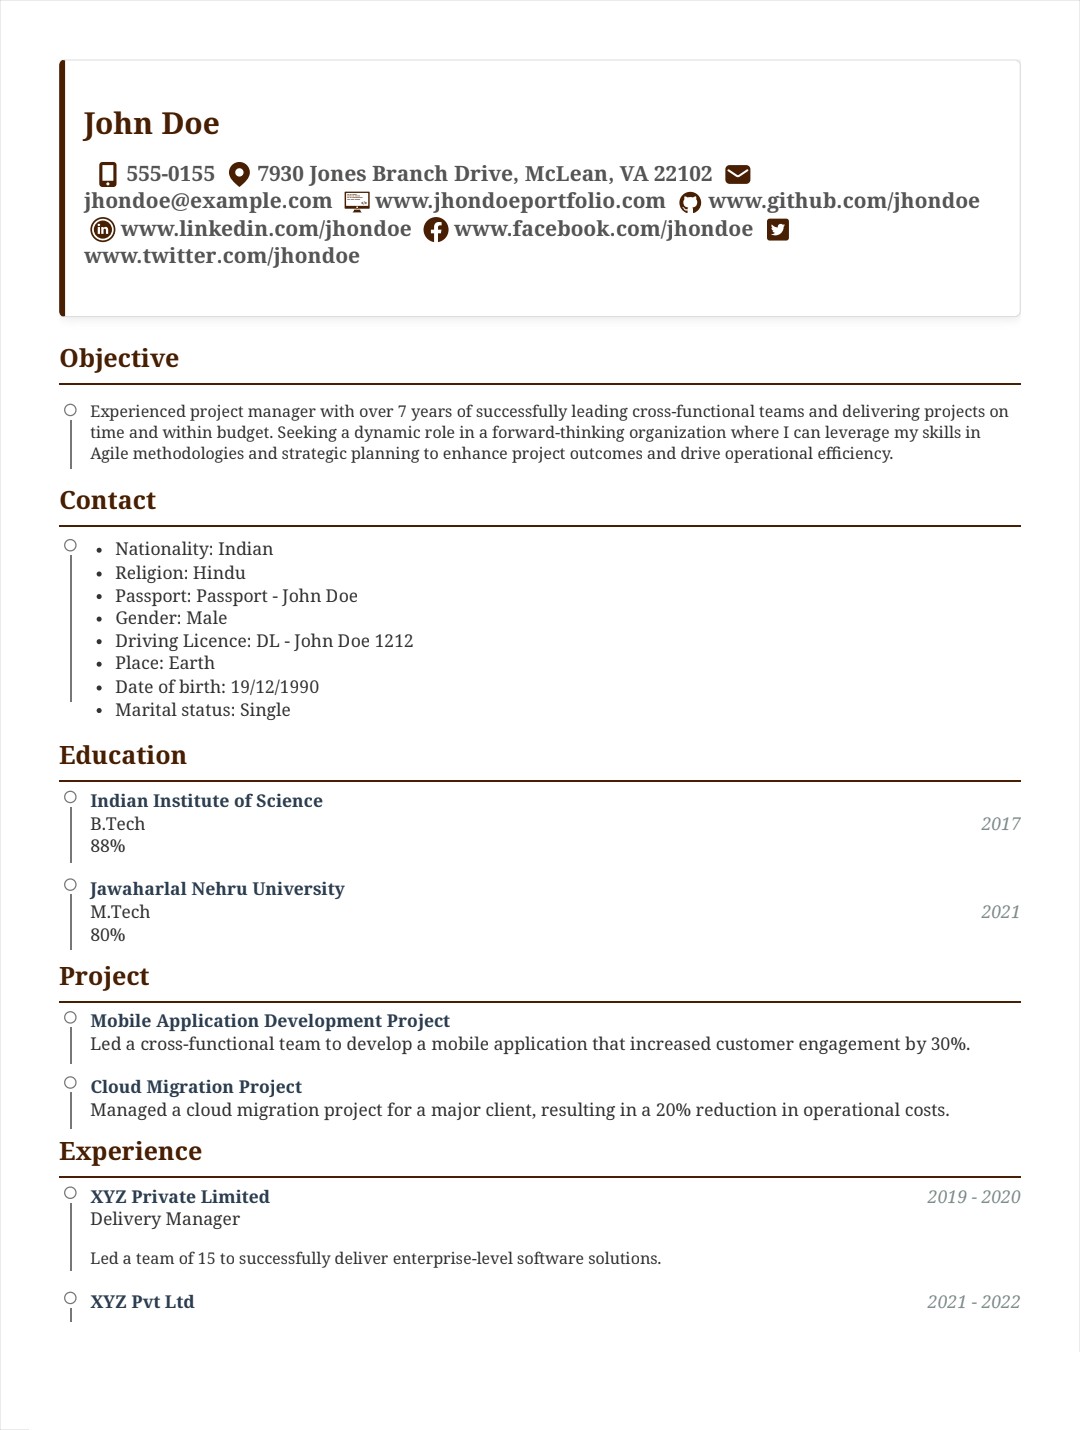 John Doe
555-0155 7930 Jones Branch Drive, McLean, VA 22102
jhondoe@example.com www.jhondoeportfolio.com www.github.com/jhondoe
www.linkedin.com/jhondoe www.facebook.com/jhondoe
www.twitter.com/jhondoe
Objective
Experienced project manager with over 7 years of successfully leading cross-functional teams and delivering projects on
time and within budget. Seeking a dynamic role in a forward-thinking organization where I can leverage my skills in
Agile methodologies and strategic planning to enhance project outcomes and drive operational efficiency.
Contact
• Nationality: Indian
• Religion: Hindu
• Passport: Passport - John Doe
• Gender: Male
• Driving Licence: DL - John Doe 1212
• Place: Earth
• Date of birth: 19/12/1990
• Marital status: Single
Education
Indian Institute of Science
B.Tech 2017
88%
Jawaharlal Nehru University
M.Tech 2021
80%
Project
Mobile Application Development Project
Led a cross-functional team to develop a mobile application that increased customer engagement by 30%.
Cloud Migration Project
Managed a cloud migration project for a major client, resulting in a 20% reduction in operational costs.
Experience
XYZ Private Limited 2019 - 2020
Delivery Manager
Led a team of 15 to successfully deliver enterprise-level software solutions.
XYZ Pvt Ltd 2021 - 2022